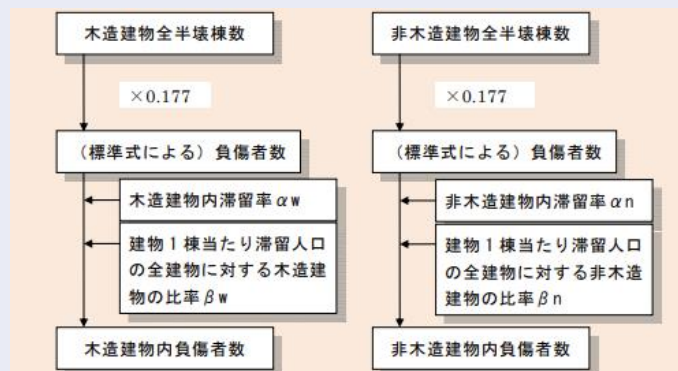 木造建物全半壊棟数
×0.177
(標準式による) 負傷者数
木造建物内滞留率αw
建物1棟当たり滞留人口
の全建物に対する木造建
物の比率βw
木造建物内負傷者数
非木造建物全半壊棟数
×0.177
(標準式による) 負傷者数
非木造建物内滞留率αn
建物1棟当たり滞留人口
の全建物に対する非木造
建物の比率βn
非木造建物内負傷者数